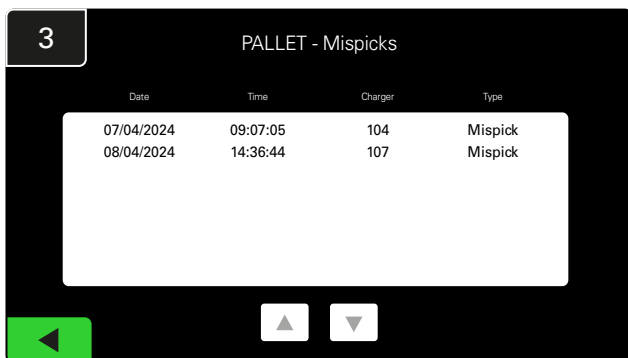 3
PALLET - Mispicks
Date Time Charger Type
07/04/2024 09:07:05 104 Mispick
08/04/2024 14:36:44 107 Mispick